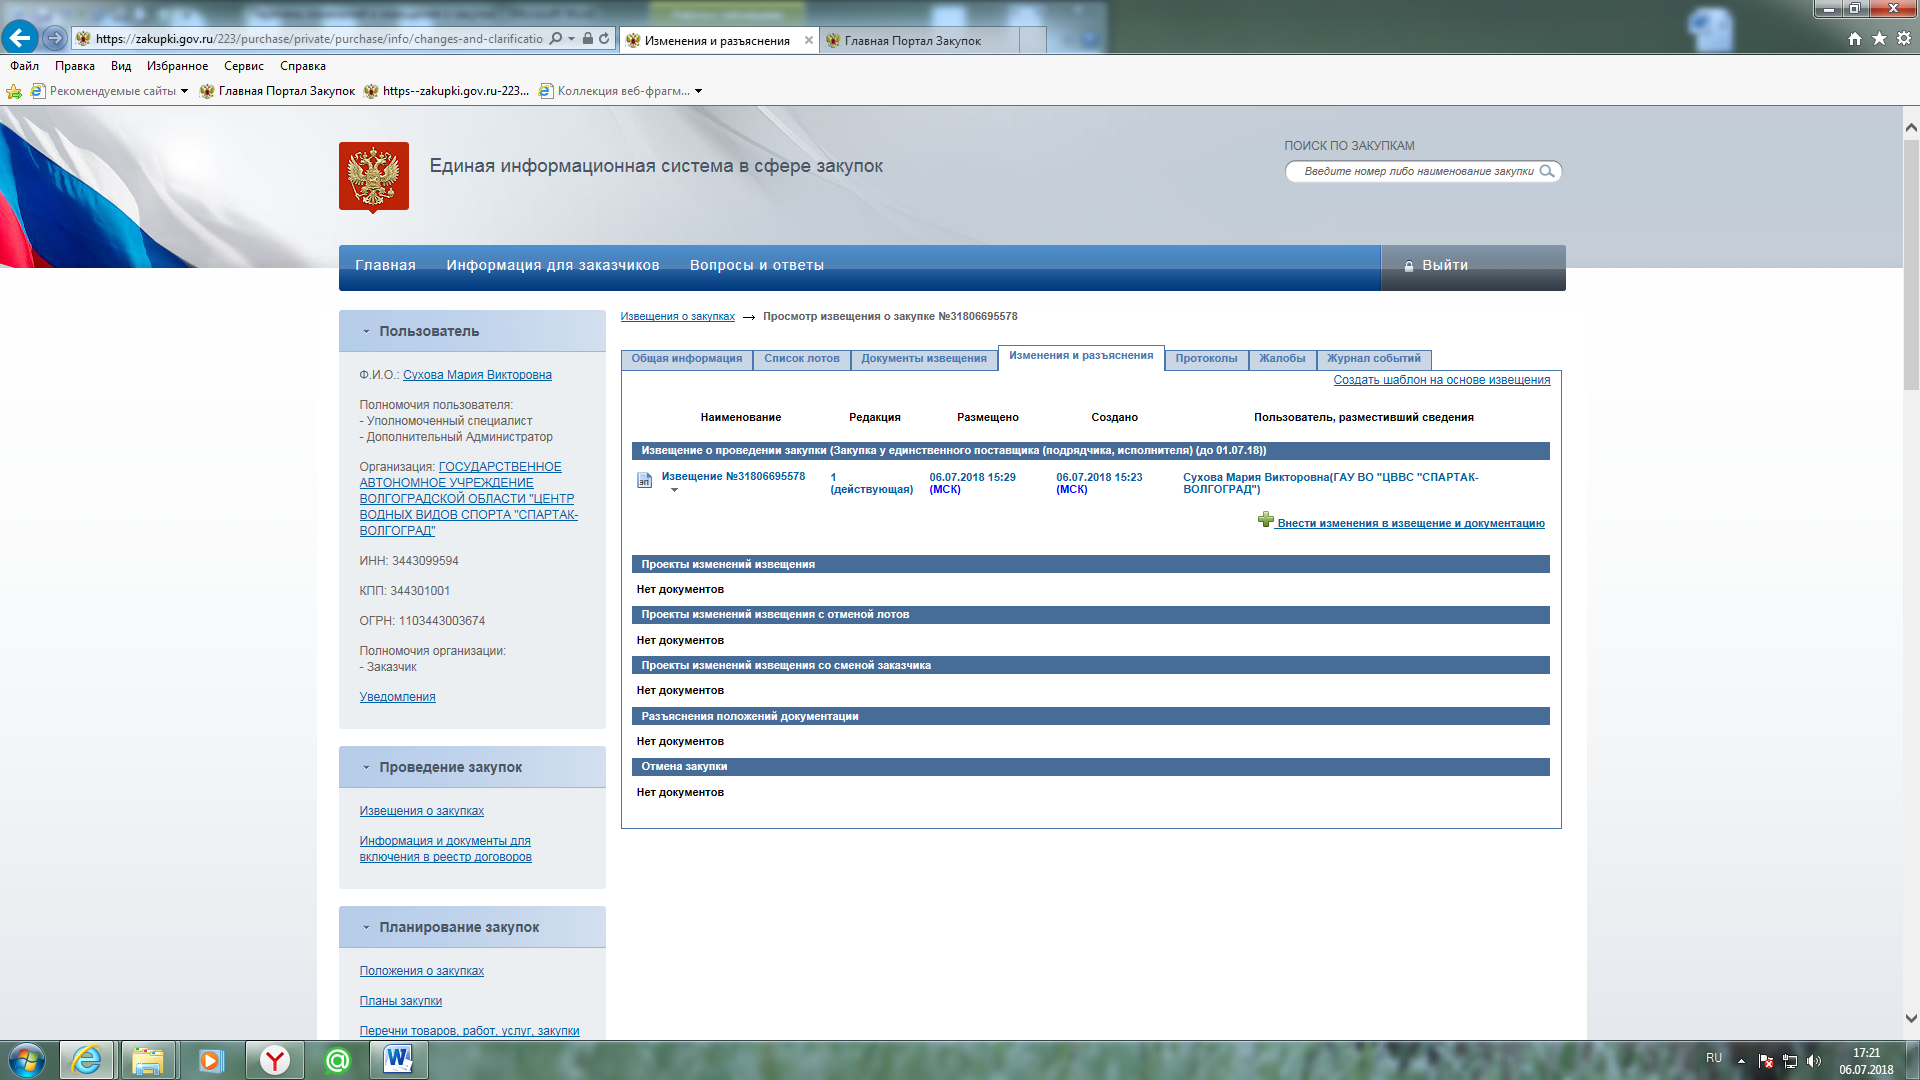 https://zakupki.gov.ru/223/purchase/private/purchase/info/changes-and-clarificatio
Изменения и разъяснения
Главная Портал Закупок
Файл Правка Вид Избранное Сервис Справка
Рекомендуемые сайты
Главная Портал Закупок
https--zakupki.gov.ru-223...
Коллекция веб-фрагм...
Единая информационная система в сфере закупок
ПОИСК ПО ЗАКУПКАМ
Введите номер либо наименование закупки
Главная Информация для заказчиков Вопросы и ответы Выйти
Пользователь
Ф.И.О.: Сухова Мария Викторовна
Полномочия пользователя:
- Уполномоченный специалист
- Дополнительный Администратор
Организация: ГОСУДАРСТВЕННОЕ
АВТОНОМНОЕ УЧРЕЖДЕНИЕ
ВОЛГОГРАДСКОЙ ОБЛАСТИ "ЦЕНТР
ВОДНЫХ ВИДОВ СПОРТА "СПАРТАК-
ВОЛГОГРАД"
ИНН: 3443099594
КПП: 344301001
ОГРН: 1103443003674
Полномочия организации:
- Заказчик
Уведомления
Проведение закупок
Извещения о закупках
Информация и документы для
включения в реестр договоров
Планирование закупок
Положения о закупках
Планы закупки
Перечни товаров, работ, услуг, закупки
Извещения о закупках → Просмотр извещения о закупке №31806695578
Общая информация Список лотов Документы извещения Изменения и разъяснения Протоколы Жалобы Журнал событий
Создать шаблон на основе извещения
Наименование Редакция Размещено Создано Пользователь, разместивший сведения
Извещение о проведении закупки (Закупка у единственного поставщика (подрядчика, исполнителя) (до 01.07.18))
эп Извещение №31806695578 1 06.07.2018 15:29 06.07.2018 15:23 Сухова Мария Викторовна(ГАУ ВО "ЦВВС "СПАРТАК-
(действующая) (МСК) (МСК) ВОЛГОГРАД")
Внести изменения в извещение и документацию
Проекты изменений извещения
Нет документов
Проекты изменений извещения с отменой лотов
Нет документов
Проекты изменений извещения со сменой заказчика
Нет документов
Разъяснения положений документации
Нет документов
Отмена закупки
Нет документов
RU
17:21
06.07.2018